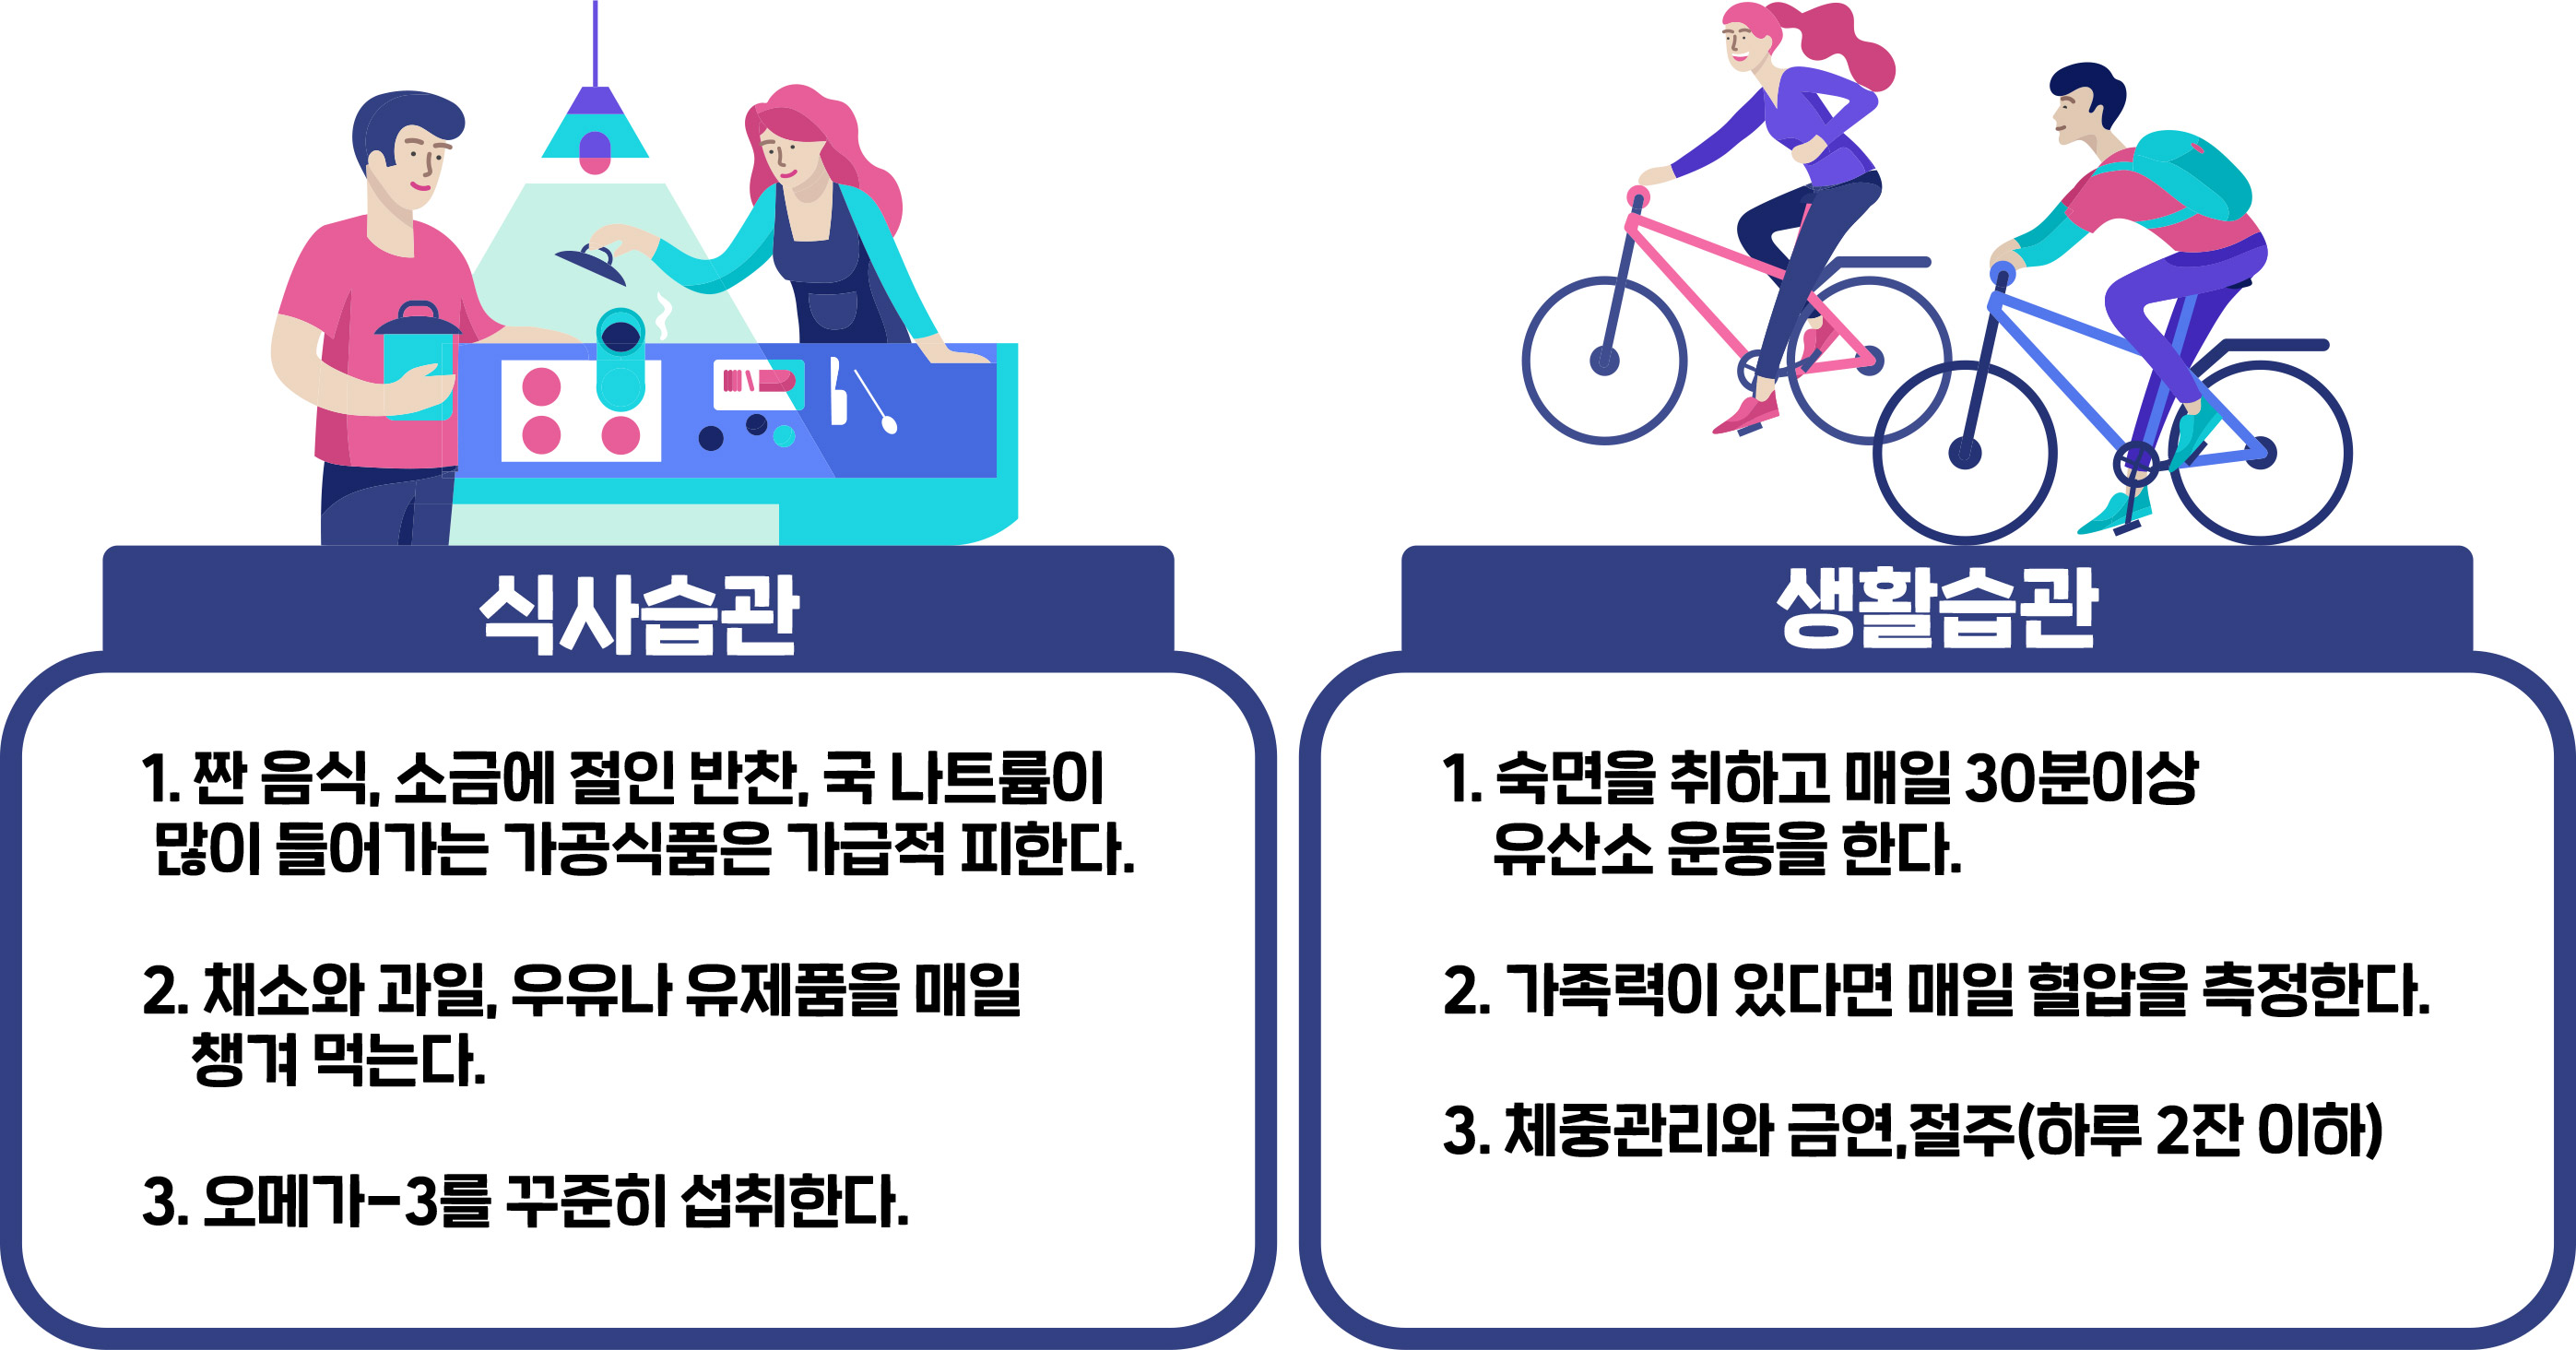 식사습관
1. 짠 음식, 소금에 절인 반찬, 국 나트륨이
많이 들어가는 가공식품은 가급적 피한다.
2. 채소와 과일, 우유나 유제품을 매일
챙겨 먹는다.
3. 오메가-3를 꾸준히 섭취한다.
생활습관
1. 숙면을 취하고 매일 30분이상
유산소 운동을 한다.
2. 가족력이 있다면 매일 혈압을 측정한다.
3. 체중관리와 금연,절주(하루 2잔 이하)